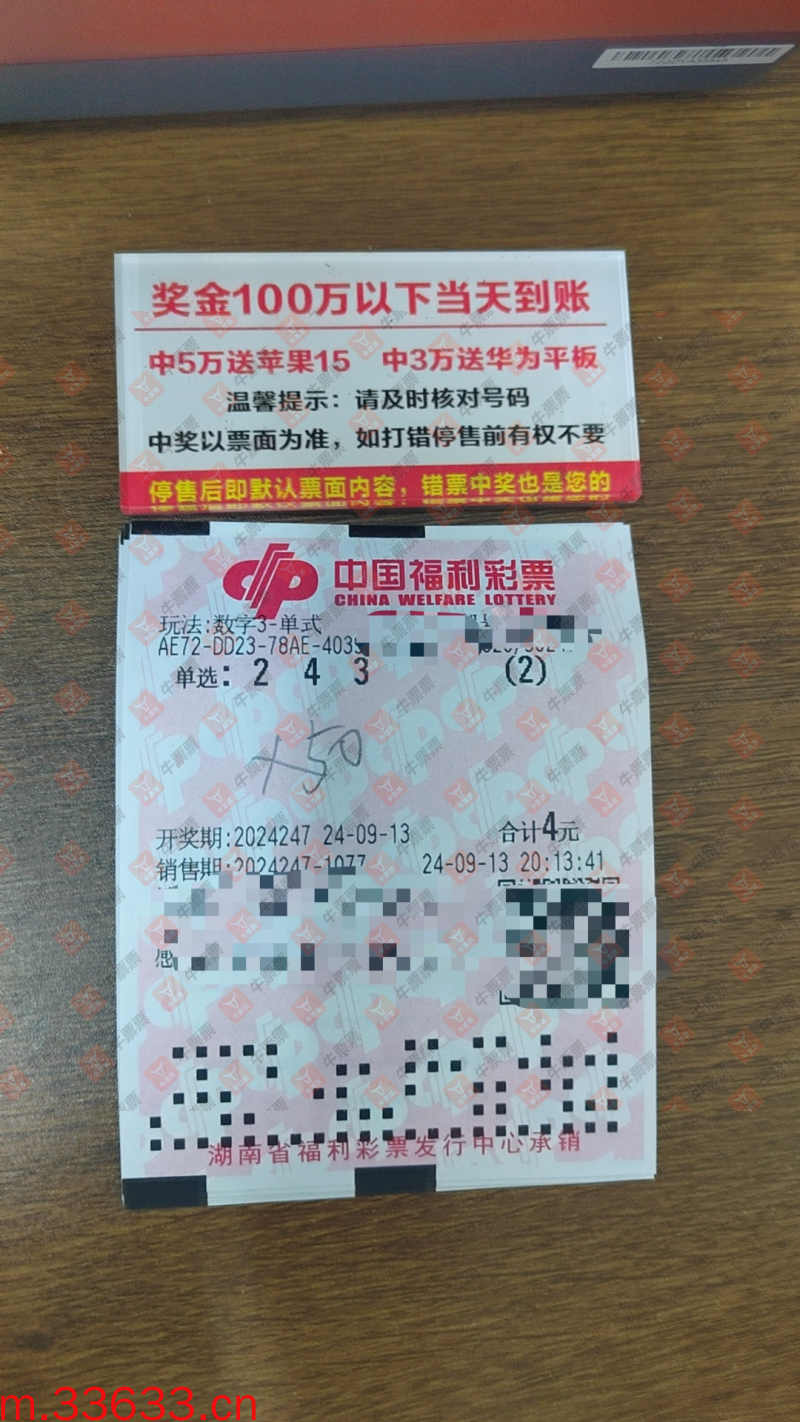 奖金100万以下当天到账
中5万送苹果15 中3万送华为平板
温馨提示：请及时核对号码
中奖以票面为准，如打错停售前有权不要
停售后即默认票面内容，错票中奖也是您的
中国福利彩票
CHINA WELFARE LOTTERY
玩法:数字3-单式
AE72-DD23-78AE-4039
单选: 2 4 3 (2)
×50
开奖期:2024247 24-09-13 合计4元
销售期:2024247-1077 24-09-13 20:13:41
感
湖南省福利彩票发行中心承销
牛票票
m.33633.cn